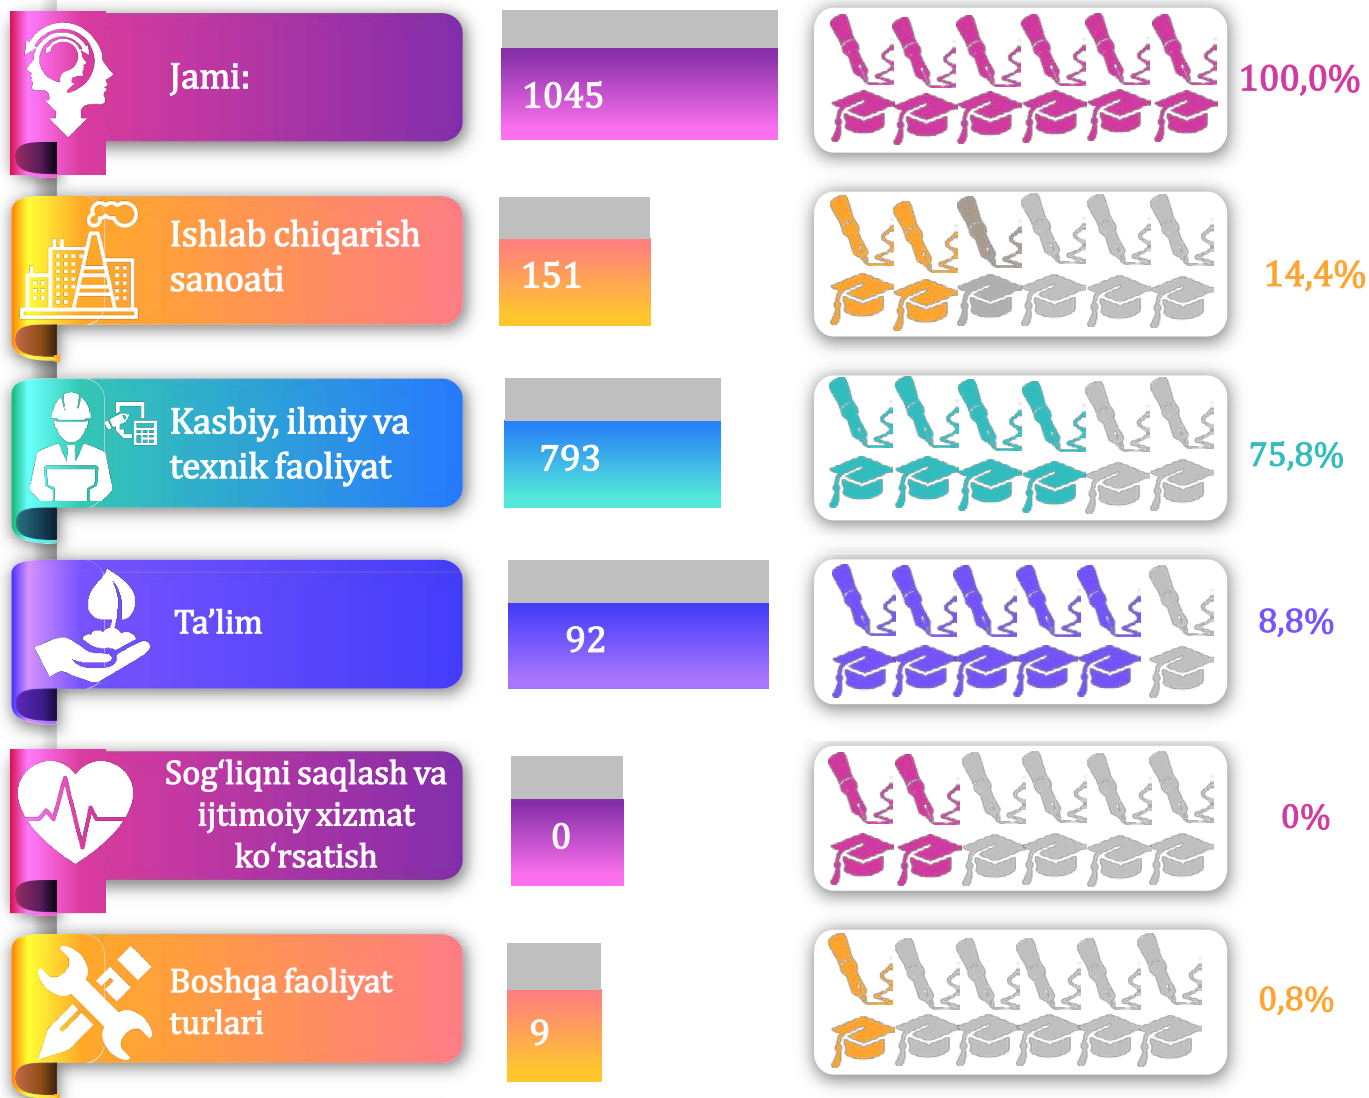 Jami:
1045
100,0%
Ishlab chiqarish
sanoati
151
14,4%
Kasbiy, ilmiy va
texnik faoliyat
793
75,8%
Ta’lim
92
8,8%
Sog‘liqni saqlash va
ijtimoiy xizmat
ko‘rsatish
0
0%
Boshqa faoliyat
turlari
9
0,8%